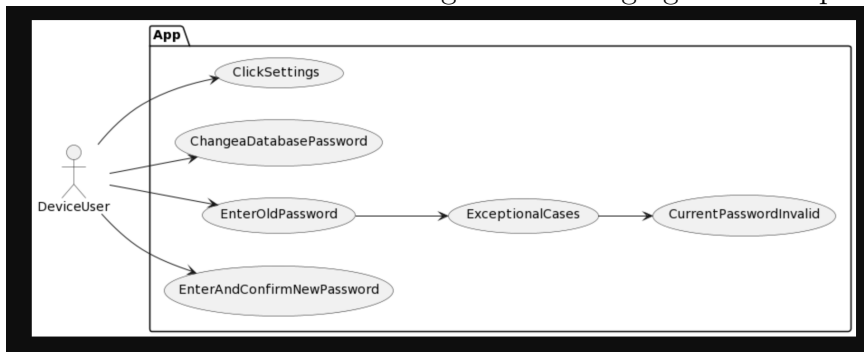 App
ClickSettings
ChangeaDatabasePassword
DeviceUser
EnterOldPassword
ExceptionalCases
CurrentPasswordInvalid
EnterAndConfirmNewPassword